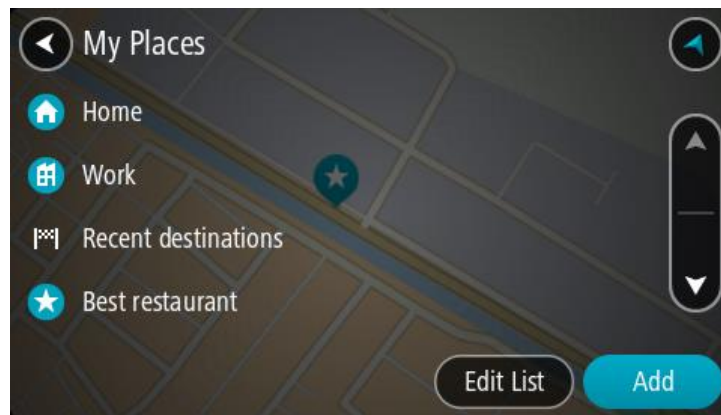 My Places
Home
Work
Recent destinations
Best restaurant
Edit List
Add